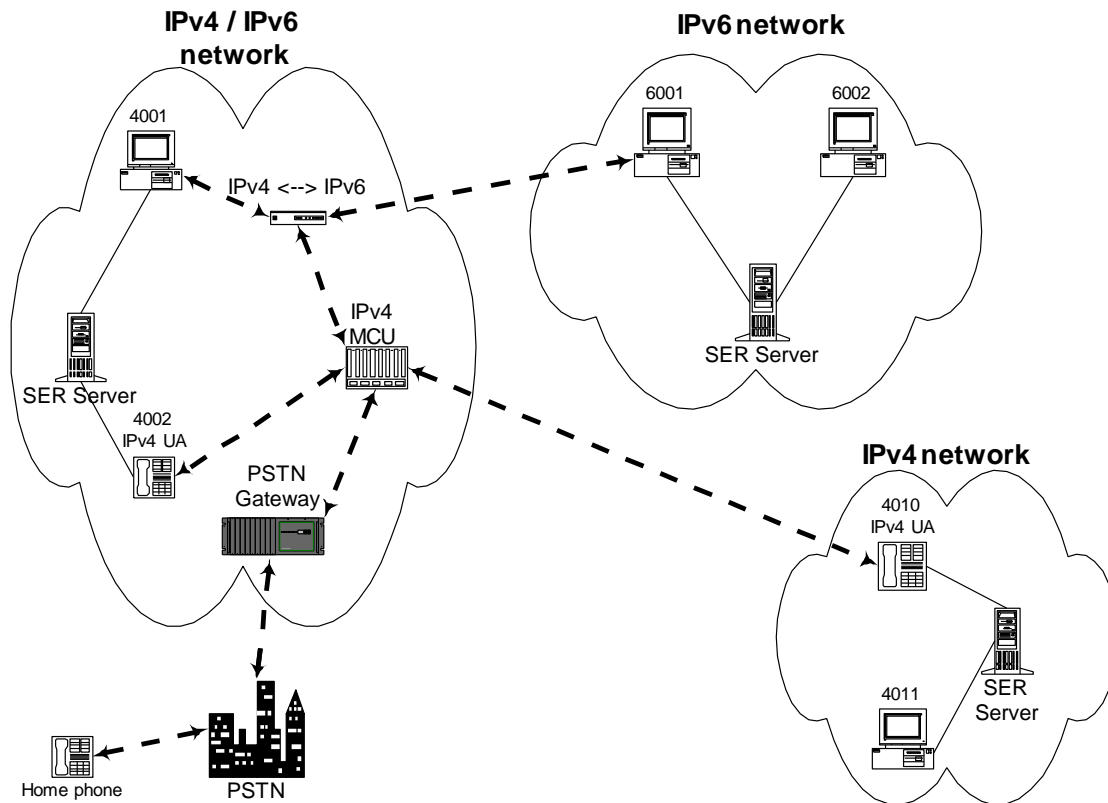 IPv4 / IPv6
network
4001
IPv4 <--> IPv6
IPv4
MCU
SER Server
4002
IPv4 UA
PSTN
Gateway
Home phone
PSTN
IPv6 network
6001
6002
SER Server
IPv4 network
4010
IPv4 UA
4011
SER
Server